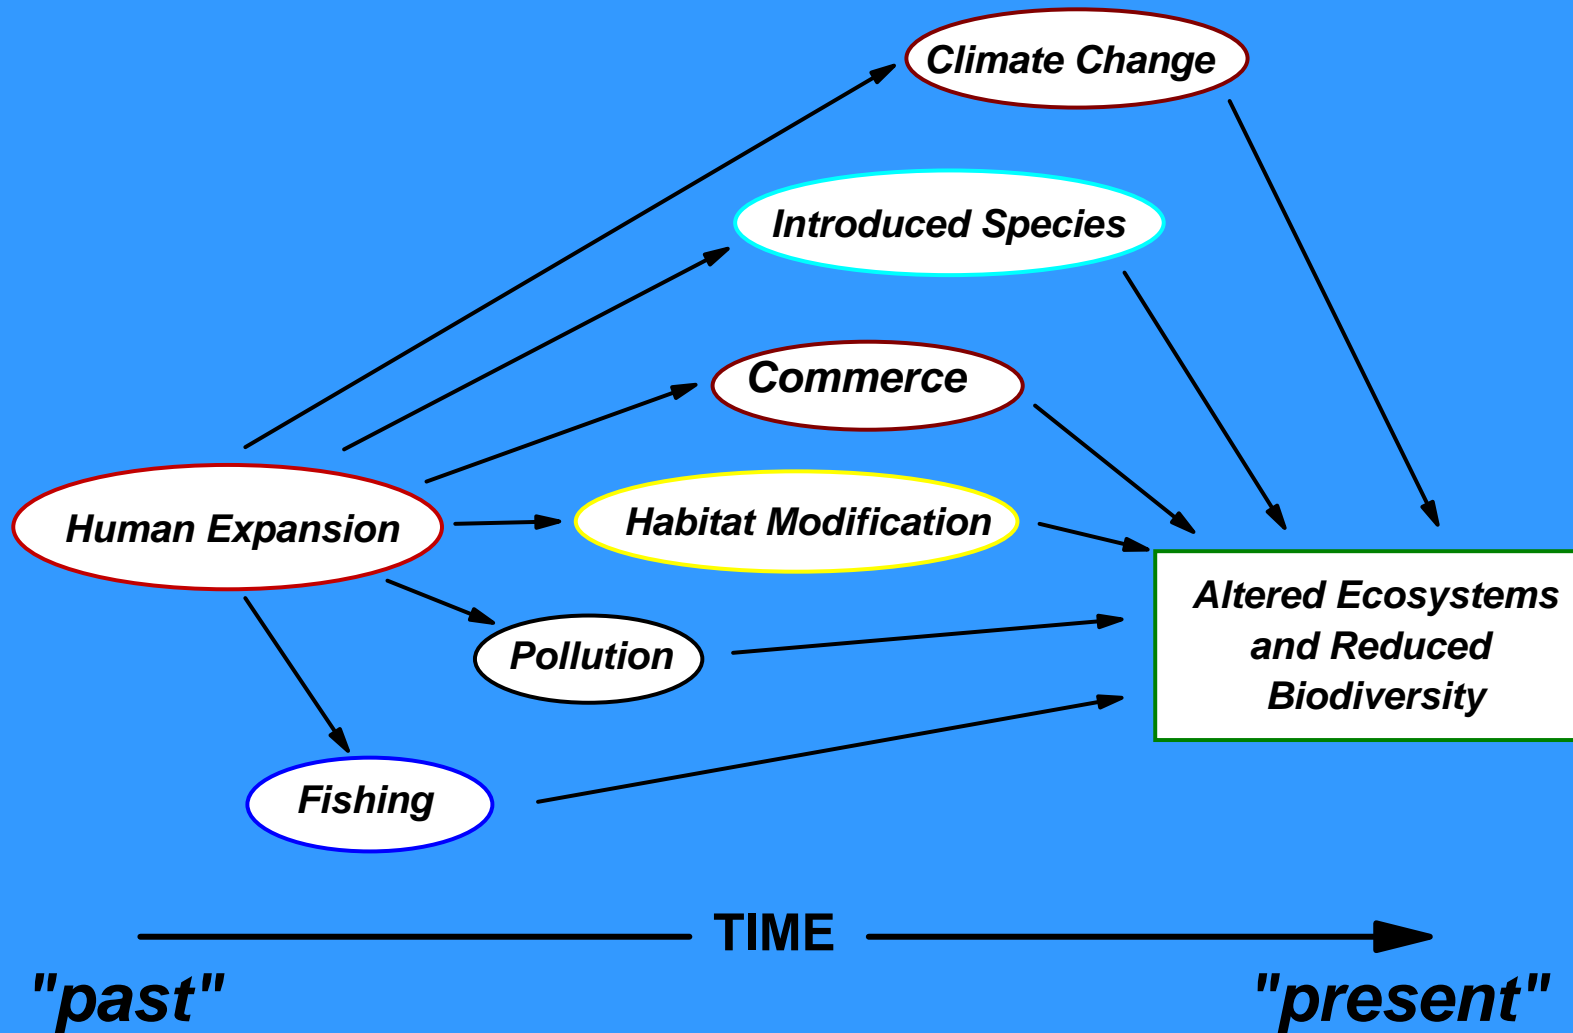 Climate Change
Introduced Species
Commerce
Human Expansion
Habitat Modification
Altered Ecosystems
and Reduced
Biodiversity
Pollution
Fishing
TIME
"past"
"present"